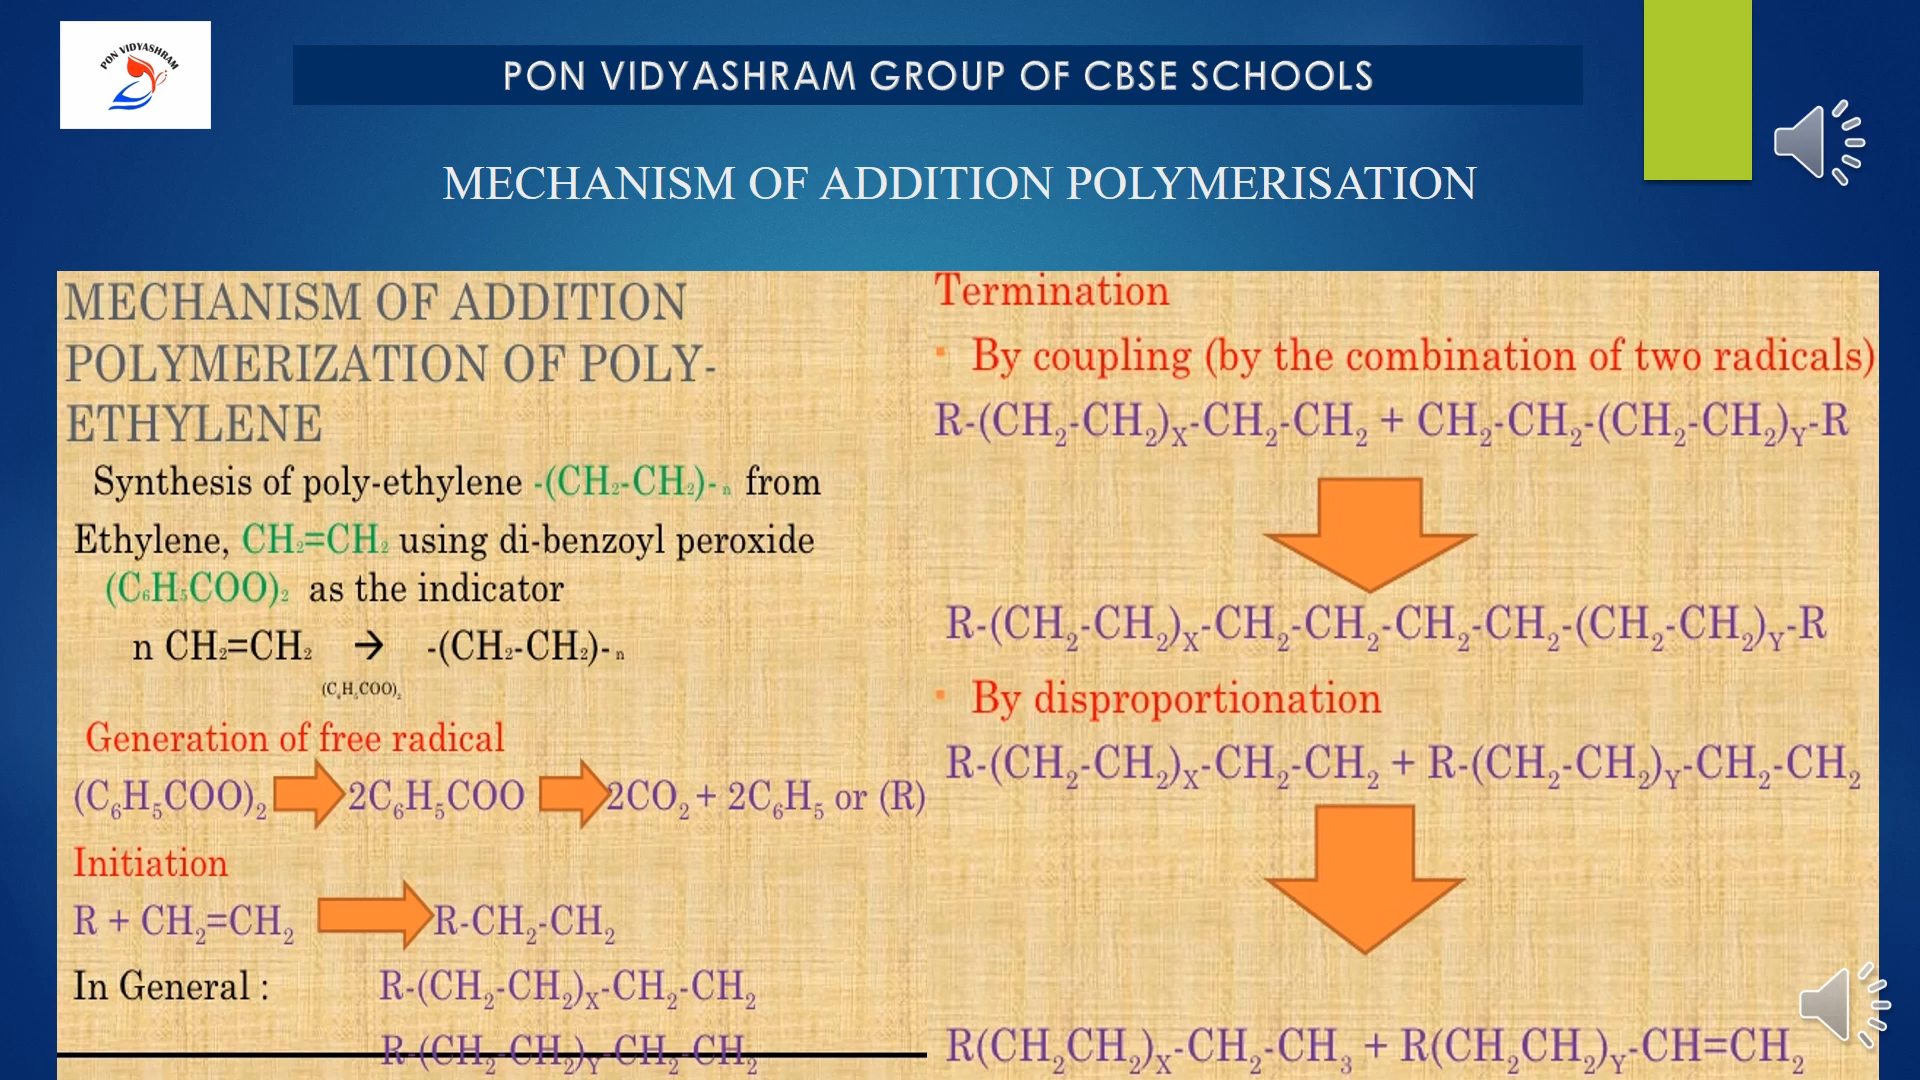 PON VIDYASHRAM
PON VIDYASHRAM GROUP OF CBSE SCHOOLS
MECHANISM OF ADDITION POLYMERISATION
MECHANISM OF ADDITION
POLYMERIZATION OF POLY-
ETHYLENE
Synthesis of poly-ethylene -(CH₂-CH₂)-ₙ from
Ethylene, CH₂=CH₂ using di-benzoyl peroxide
(C₆H₅COO)₂ as the indicator
n CH₂=CH₂ → -(CH₂-CH₂)-ₙ
(C₆H₅COO)₂
Generation of free radical
(C₆H₅COO)₂ 2C₆H₅COO 2CO₂ + 2C₆H₅ or (R)
Initiation
R + CH₂=CH₂ R-CH₂-CH₂
In General : R-(CH₂-CH₂)X-CH₂-CH₂
R-(CH₂-CH₂)Y-CH₂-CH₂
Termination
▪ By coupling (by the combination of two radicals)
R-(CH₂-CH₂)X-CH₂-CH₂ + CH₂-CH₂-(CH₂-CH₂)Y-R
R-(CH₂-CH₂)X-CH₂-CH₂-CH₂-CH₂-(CH₂-CH₂)Y-R
▪ By disproportionation
R-(CH₂-CH₂)X-CH₂-CH₂ + R-(CH₂-CH₂)Y-CH₂-CH₂
R(CH₂CH₂)X-CH₂-CH₃ + R(CH₂CH₂)Y-CH=CH₂